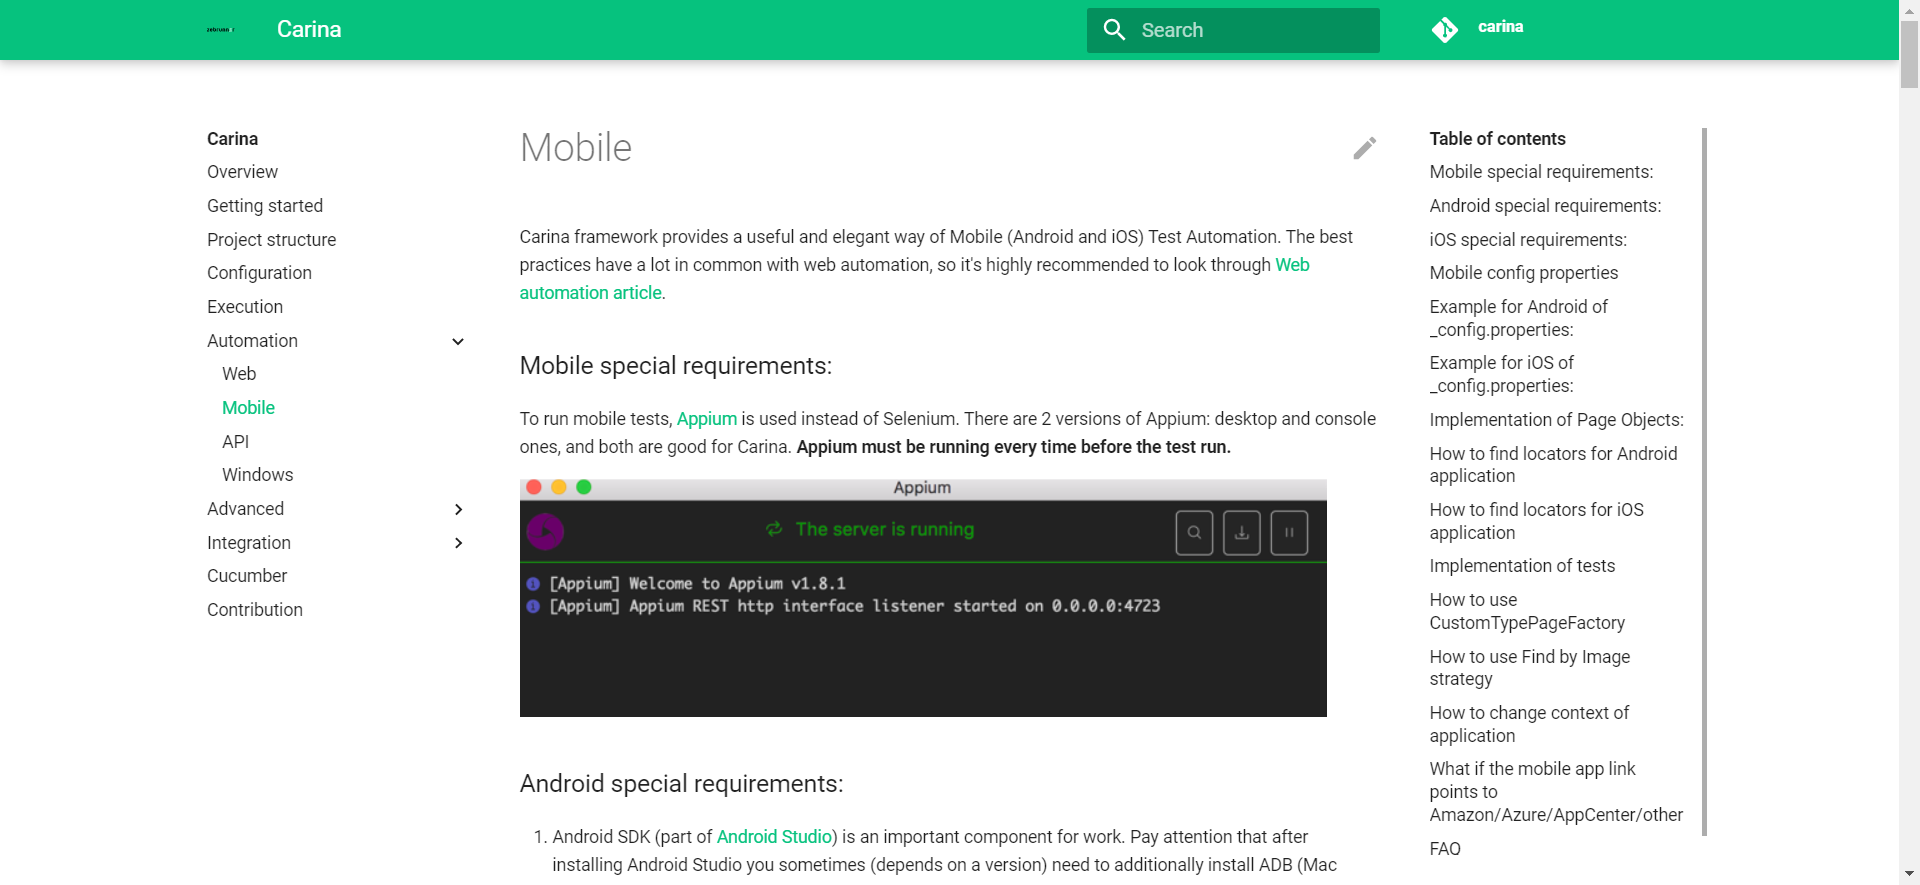 zebrunner
Carina
Search
carina
Carina
Overview
Getting started
Project structure
Configuration
Execution
Automation
Web
Mobile
API
Windows
Advanced
Integration
Cucumber
Contribution
Mobile
Carina framework provides a useful and elegant way of Mobile (Android and iOS) Test Automation. The best
practices have a lot in common with web automation, so it's highly recommended to look through Web
automation article.
Mobile special requirements:
To run mobile tests, Appium is used instead of Selenium. There are 2 versions of Appium: desktop and console
ones, and both are good for Carina. Appium must be running every time before the test run.
Appium
The server is running
[Appium] Welcome to Appium v1.8.1
[Appium] Appium REST http interface listener started on 0.0.0.0:4723
Android special requirements:
1. Android SDK (part of Android Studio) is an important component for work. Pay attention that after
installing Android Studio you sometimes (depends on a version) need to additionally install ADB (Mac
Table of contents
Mobile special requirements:
Android special requirements:
iOS special requirements:
Mobile config properties
Example for Android of
_config.properties:
Example for iOS of
_config.properties:
Implementation of Page Objects:
How to find locators for Android
application
How to find locators for iOS
application
Implementation of tests
How to use
CustomTypePageFactory
How to use Find by Image
strategy
How to change context of
application
What if the mobile app link
points to
Amazon/Azure/AppCenter/other
FAQ